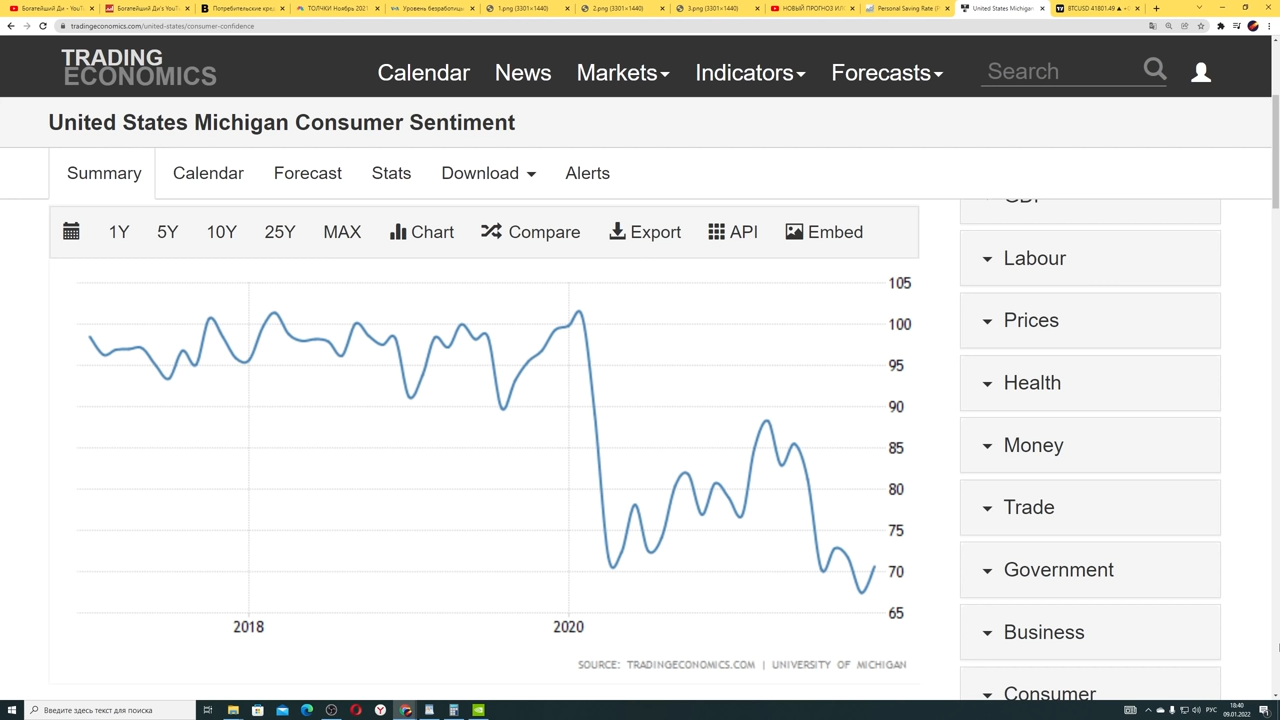 Богатейший Ди - YouT
Богатейший Ди's YouT
Потребительские кред
ТОЛЧКИ Ноябрь 2021
Уровень безработицы
1.png (3301×1440)
2.png (3301×1440)
3.png (3301×1440)
НОВЫЙ ПРОГНОЗ ИЛ
Personal Saving Rate (P
United States Michigan
BTCUSD 41801.49
tradingeconomics.com/united-states/consumer-confidence
TRADING
ECONOMICS
Calendar News Markets Indicators Forecasts Search
United States Michigan Consumer Sentiment
Summary Calendar Forecast Stats Download Alerts
1Y 5Y 10Y 25Y MAX Chart Compare Export API Embed
GDP
Labour
Prices
Health
Money
Trade
Government
Business
Consumer
105
100
95
90
85
80
75
70
65
2018 2020
SOURCE: TRADINGECONOMICS.COM | UNIVERSITY OF MICHIGAN
Введите здесь текст для поиска
РУС
18:40
09.01.2022